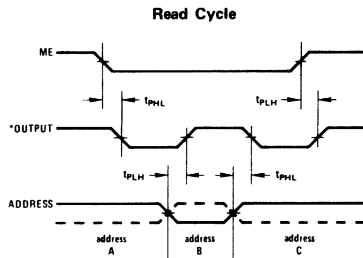 Read Cycle
ME
tPHL
tPLH
*OUTPUT
tPLH
tPHL
ADDRESS
address A
address B
address C